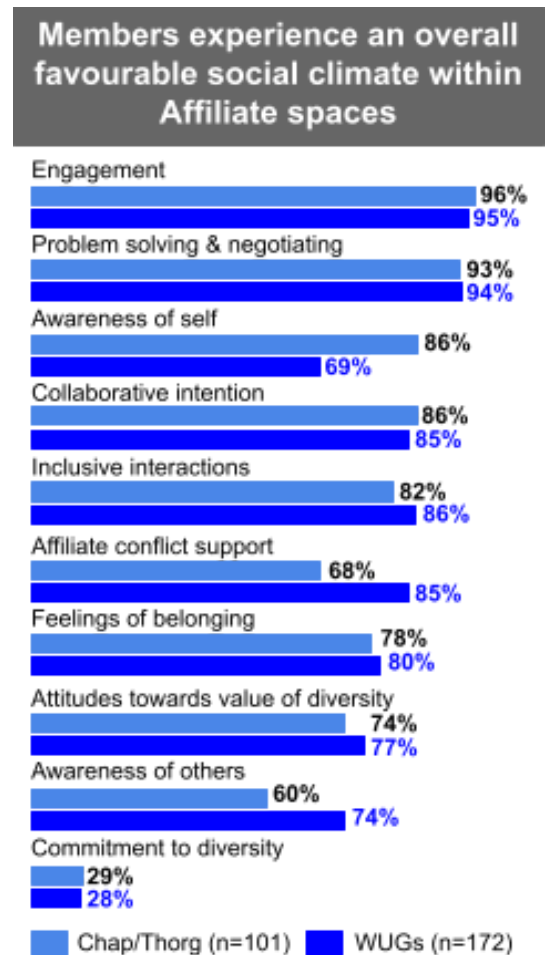 Members experience an overall
favourable social climate within
Affiliate spaces
Engagement
96%
95%
Problem solving & negotiating
93%
94%
Awareness of self
86%
69%
Collaborative intention
86%
85%
Inclusive interactions
82%
86%
Affiliate conflict support
68%
85%
Feelings of belonging
78%
80%
Attitudes towards value of diversity
74%
77%
Awareness of others
60%
74%
Commitment to diversity
29%
28%
Chap/Thorg (n=101) WUGs (n=172)